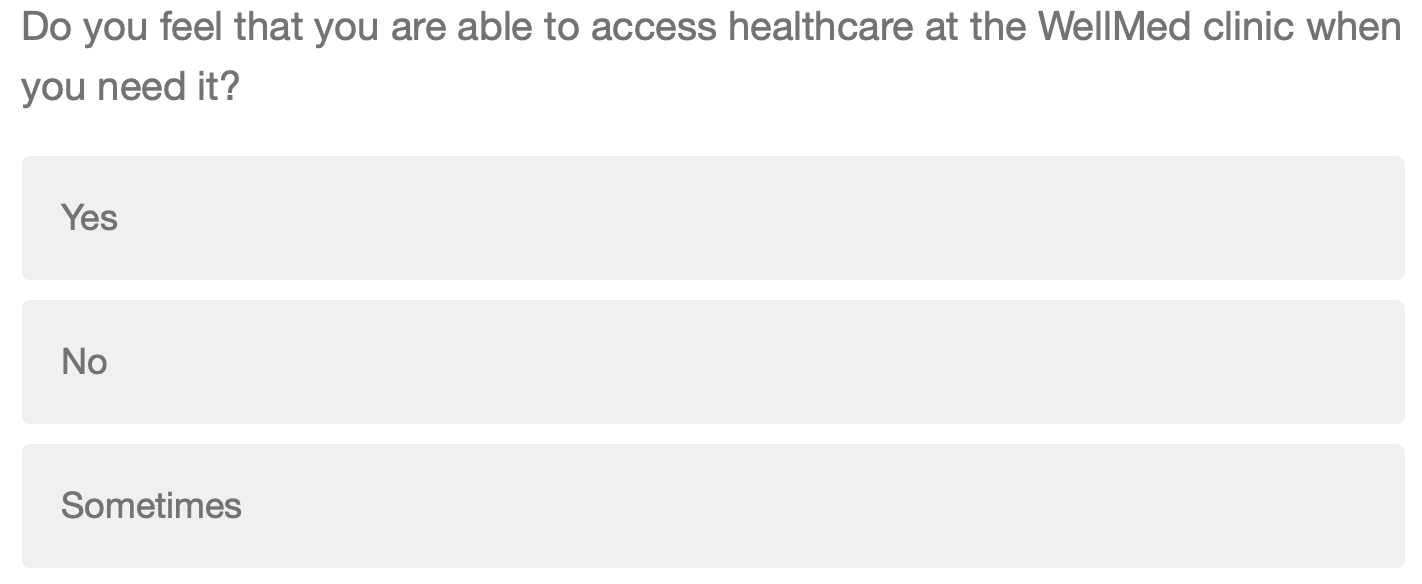 Do you feel that you are able to access healthcare at the WellMed clinic when
you need it?
Yes
No
Sometimes